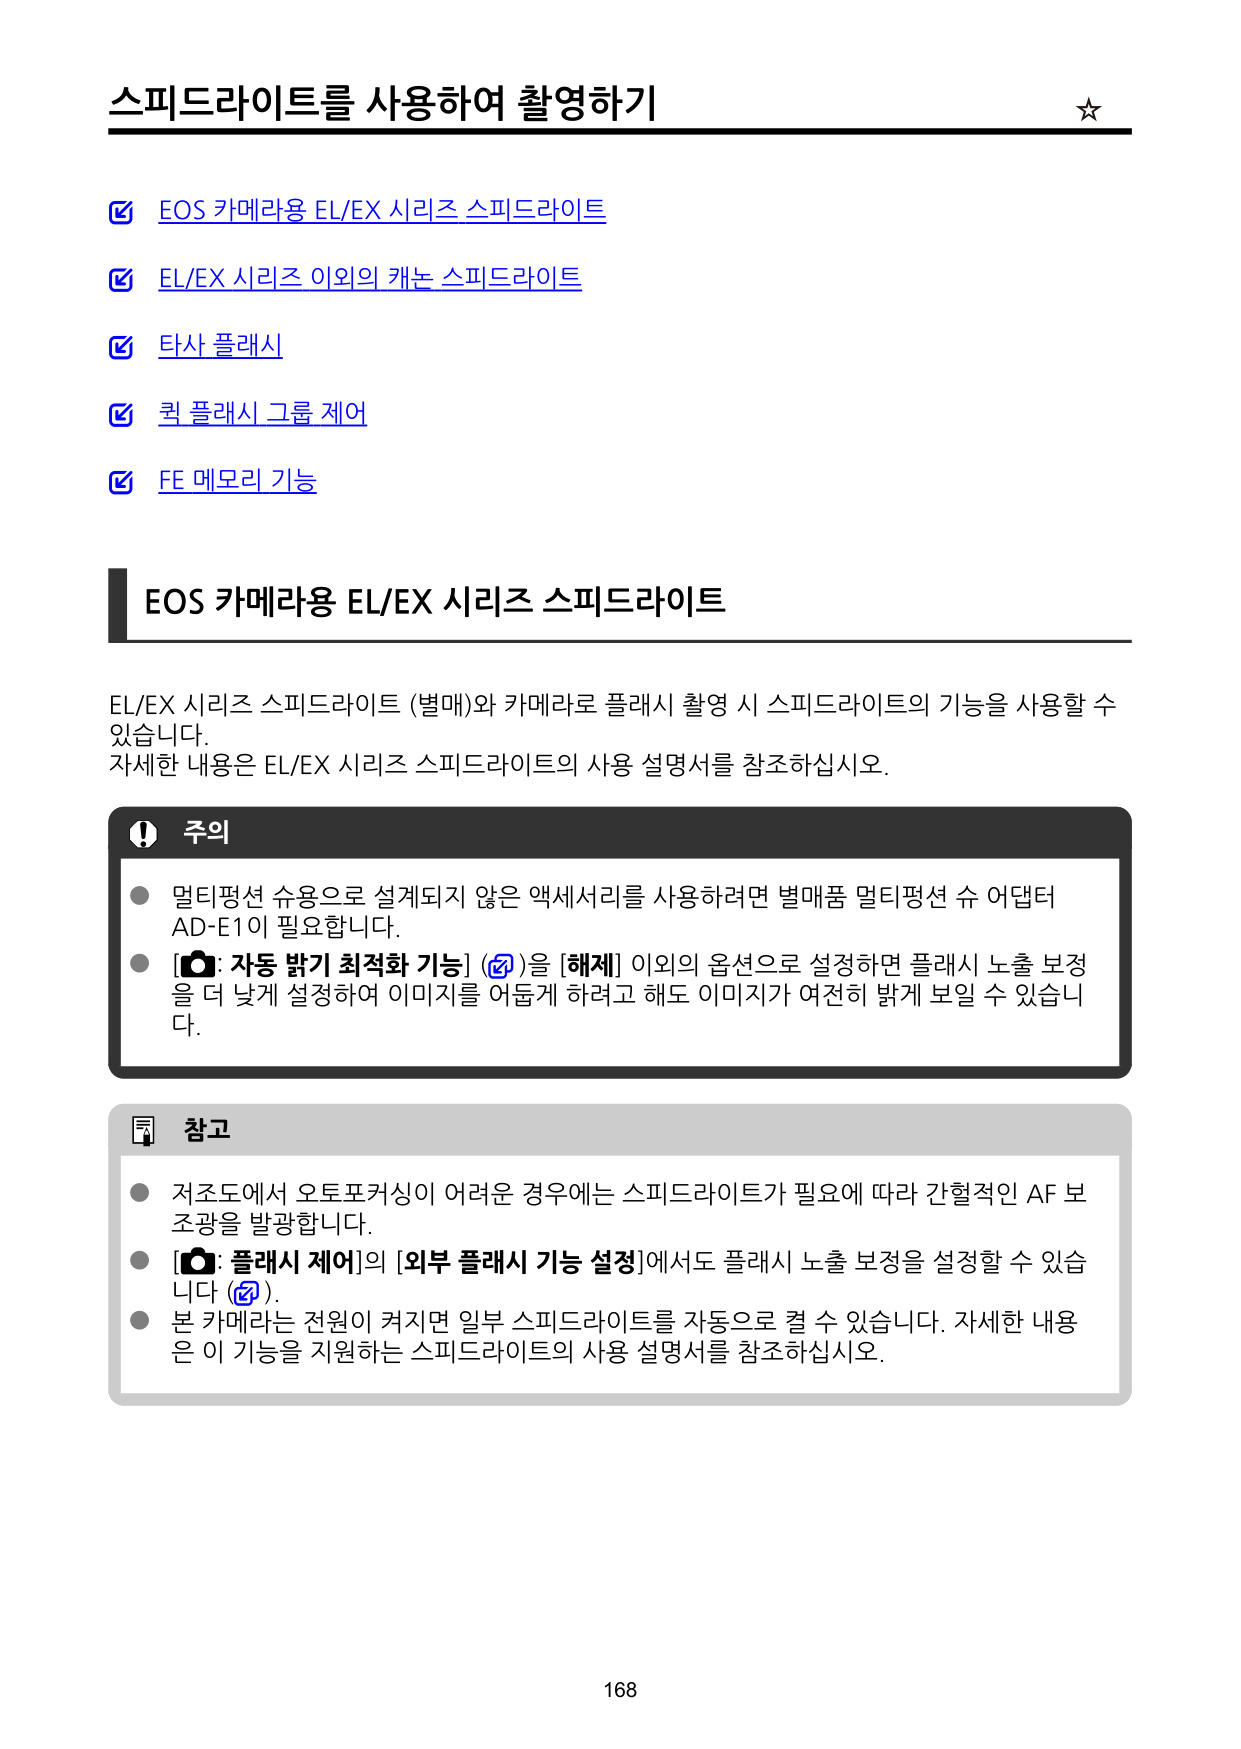 스피드라이트를 사용하여 촬영하기 ☆
EOS 카메라용 EL/EX 시리즈 스피드라이트
EL/EX 시리즈 이외의 캐논 스피드라이트
타사 플래시
퀵 플래시 그룹 제어
FE 메모리 기능
EOS 카메라용 EL/EX 시리즈 스피드라이트
EL/EX 시리즈 스피드라이트 (별매)와 카메라로 플래시 촬영 시 스피드라이트의 기능을 사용할 수
있습니다.
자세한 내용은 EL/EX 시리즈 스피드라이트의 사용 설명서를 참조하십시오.
주의
● 멀티펑션 슈용으로 설계되지 않은 액세서리를 사용하려면 별매품 멀티펑션 슈 어댑터
AD-E1이 필요합니다.
● [: 자동 밝기 최적화 기능] ( )을 [해제] 이외의 옵션으로 설정하면 플래시 노출 보정
을 더 낮게 설정하여 이미지를 어둡게 하려고 해도 이미지가 여전히 밝게 보일 수 있습니
다.
참고
● 저조도에서 오토포커싱이 어려운 경우에는 스피드라이트가 필요에 따라 간헐적인 AF 보
조광을 발광합니다.
● [: 플래시 제어]의 [외부 플래시 기능 설정]에서도 플래시 노출 보정을 설정할 수 있습
니다 ( ).
● 본 카메라는 전원이 켜지면 일부 스피드라이트를 자동으로 켤 수 있습니다. 자세한 내용
은 이 기능을 지원하는 스피드라이트의 사용 설명서를 참조하십시오.
168